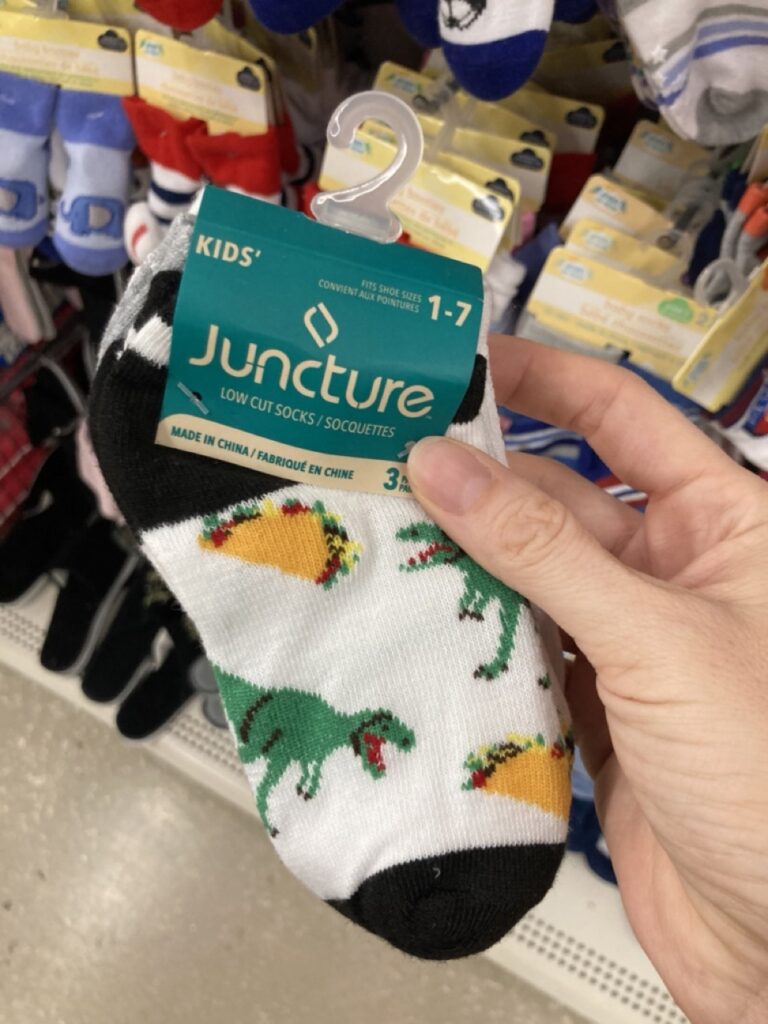 KIDS'
FITS SHOE SIZES
CONVIENT AUX POINTURES
1-7
Juncture
LOW CUT SOCKS / SOCQUETTES
MADE IN CHINA / FABRIQUÉ EN CHINE
3